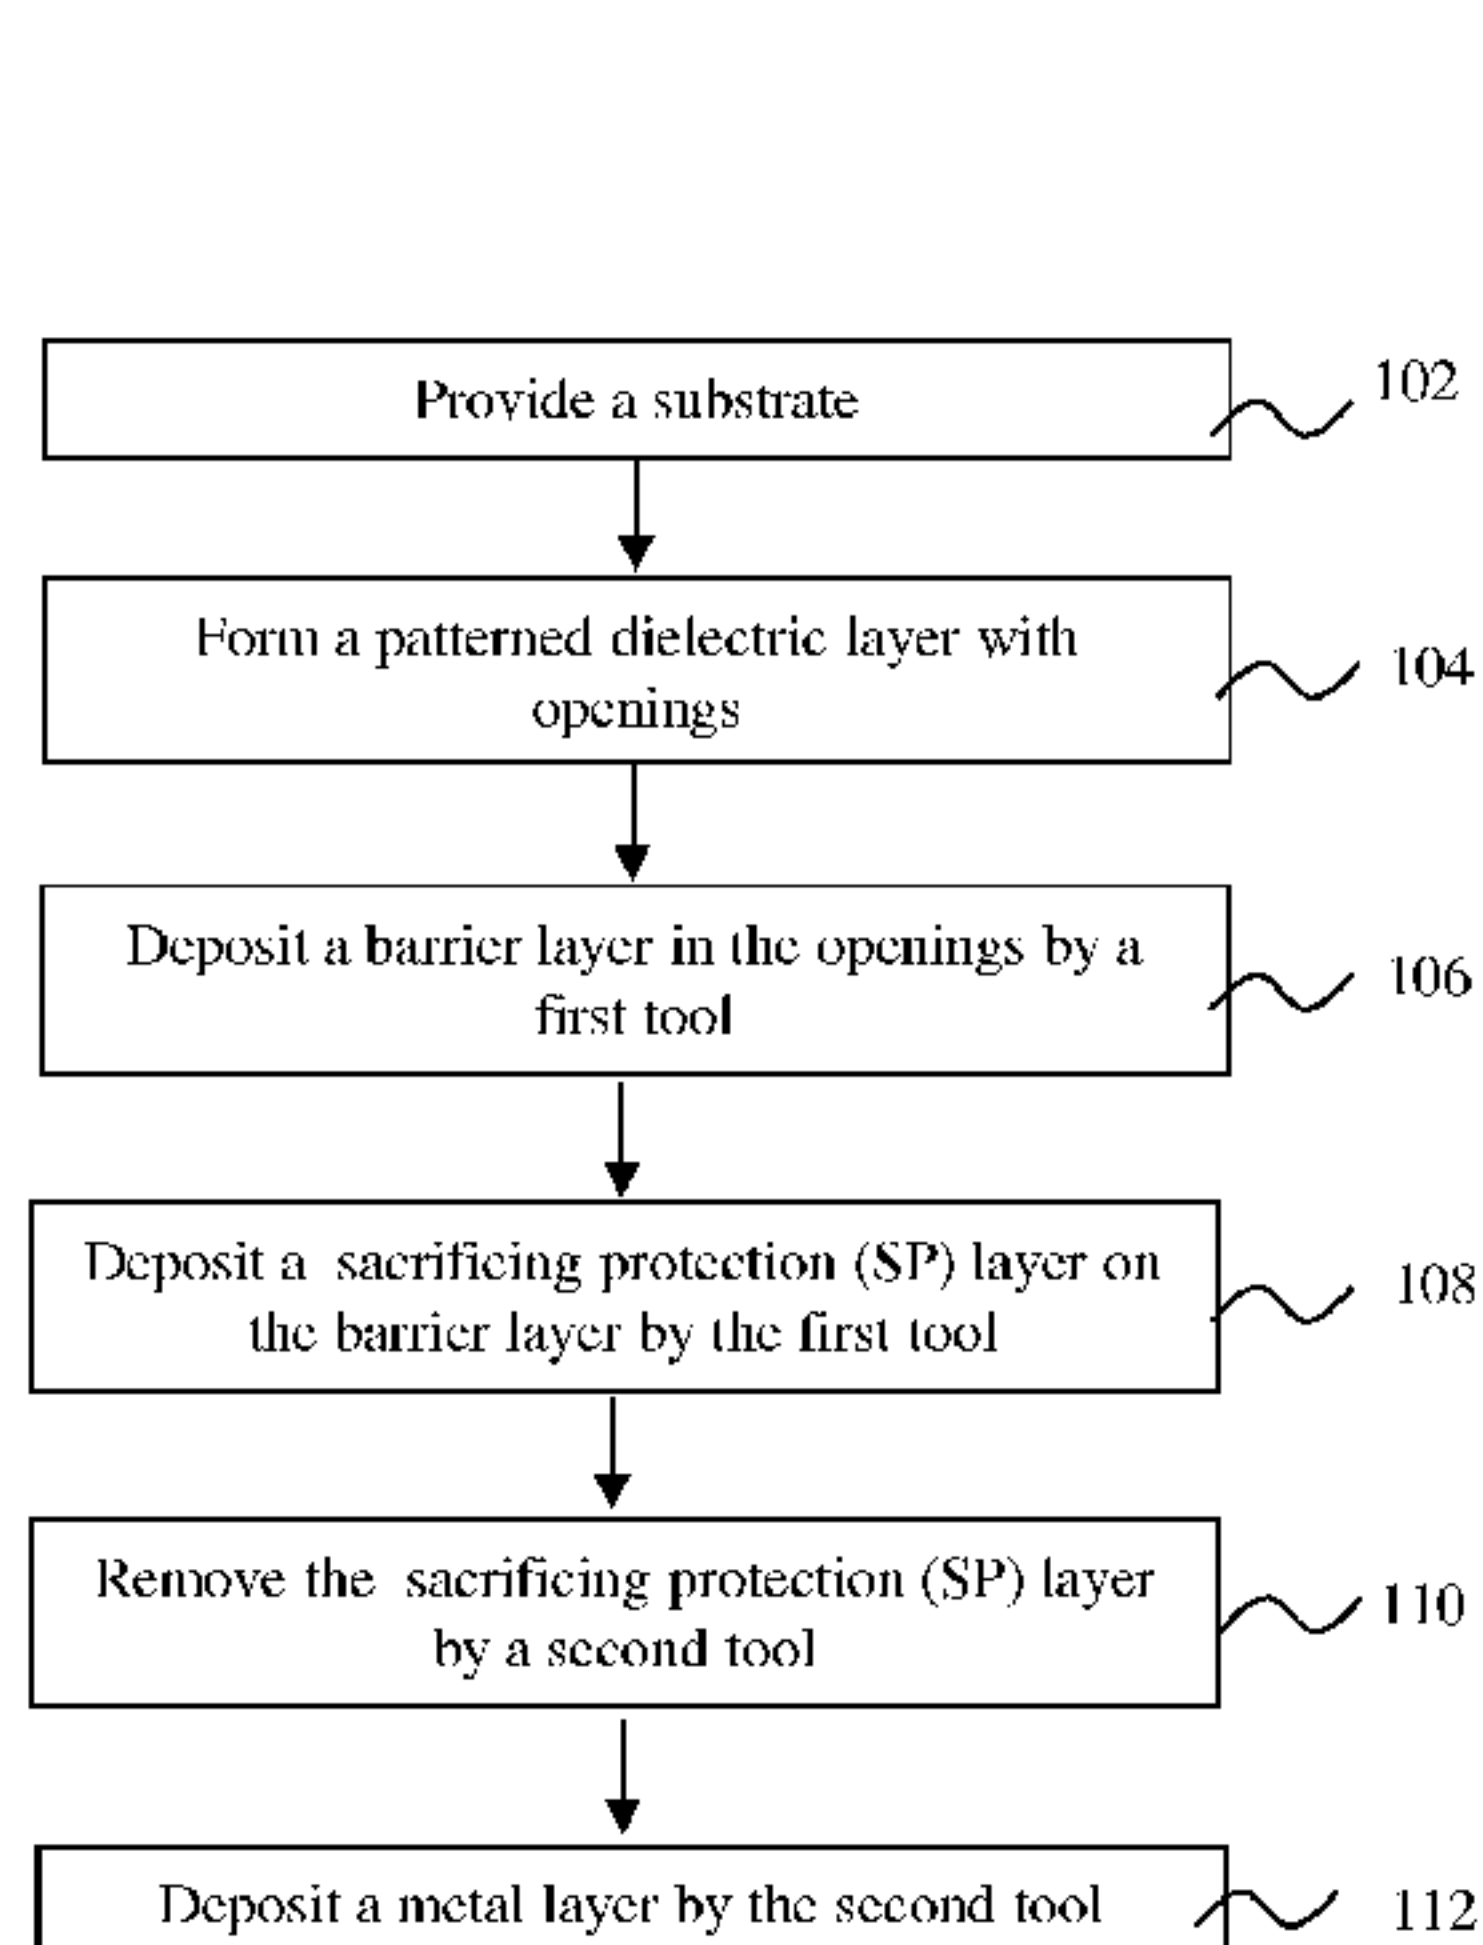 Provide a substrate
102
Form a patterned dielectric layer with
openings
104
Deposit a barrier layer in the openings by a
first tool
106
Deposit a sacrificing protection (SP) layer on
the barrier layer by the first tool
108
Remove the sacrificing protection (SP) layer
by a second tool
110
Deposit a metal layer by the second tool
112